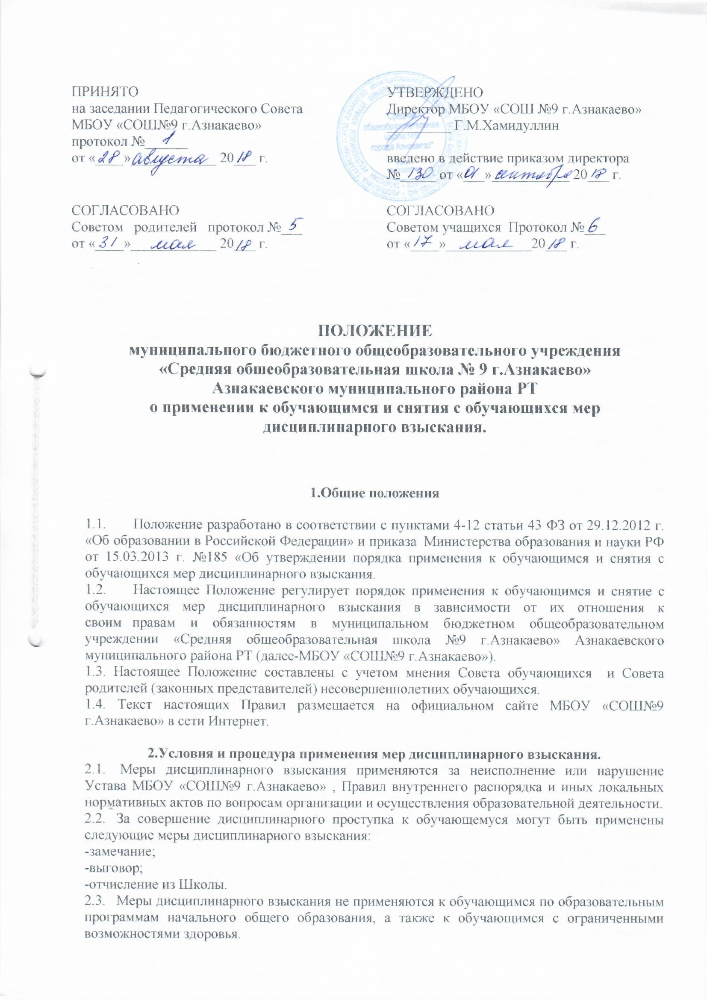 ПРИНЯТО
на заседании Педагогического Совета
МБОУ «СОШ№9 г.Азнакаево»
протокол № 1
от «28» августа 2018 г.
УТВЕРЖДЕНО
Директор МБОУ «СОШ №9 г.Азнакаево»
_________ Г.М.Хамидуллин
введено в действие приказом директора
№ 130 от «01» сентября 2018 г.
общеобразовательная
города Азнакаево"
СОГЛАСОВАНО
Советом родителей протокол № 5
от «31» мая 2018 г.
СОГЛАСОВАНО
Советом учащихся Протокол № 6
от «17» мая 2018 г.
ПОЛОЖЕНИЕ
муниципального бюджетного общеобразовательного учреждения
«Средняя обшеобразовательная школа № 9 г.Азнакаево»
Азнакаевского муниципального района РТ
о применении к обучающимся и снятия с обучающихся мер
дисциплинарного взыскания.
1.Общие положения
1.1. Положение разработано в соответствии с пунктами 4-12 статьи 43 ФЗ от 29.12.2012 г.
«Об образовании в Российской Федерации» и приказа Министерства образования и науки РФ
от 15.03.2013 г. №185 «Об утверждении порядка применения к обучающимся и снятия с
обучающихся мер дисциплинарного взыскания.
1.2. Настоящее Положение регулирует порядок применения к обучающимся и снятие с
обучающихся мер дисциплинарного взыскания в зависимости от их отношения к
своим правам и обязанностям в муниципальном бюджетном общеобразовательном
учреждении «Средняя общеобразовательная школа №9 г.Азнакаево» Азнакаевского
муниципального района РТ (далее-МБОУ «СОШ№9 г.Азнакаево»).
1.3. Настоящее Положение составлены с учетом мнения Совета обучающихся и Совета
родителей (законных представителей) несовершеннолетних обучающихся.
1.4. Текст настоящих Правил размещается на официальном сайте МБОУ «СОШ№9
г.Азнакаево» в сети Интернет.
2.Условия и процедура применения мер дисциплинарного взыскания.
2.1. Меры дисциплинарного взыскания применяются за неисполнение или нарушение
Устава МБОУ «СОШ№9 г.Азнакаево» , Правил внутреннего распорядка и иных локальных
нормативных актов по вопросам организации и осуществления образовательной деятельности.
2.2. За совершение дисциплинарного проступка к обучающемуся могут быть применены
следующие меры дисциплинарного взыскания:
-замечание;
-выговор;
-отчисление из Школы.
2.3. Меры дисциплинарного взыскания не применяются к обучающимся по образовательным
программам начального общего образования, а также к обучающимся с ограниченными
возможностями здоровья.